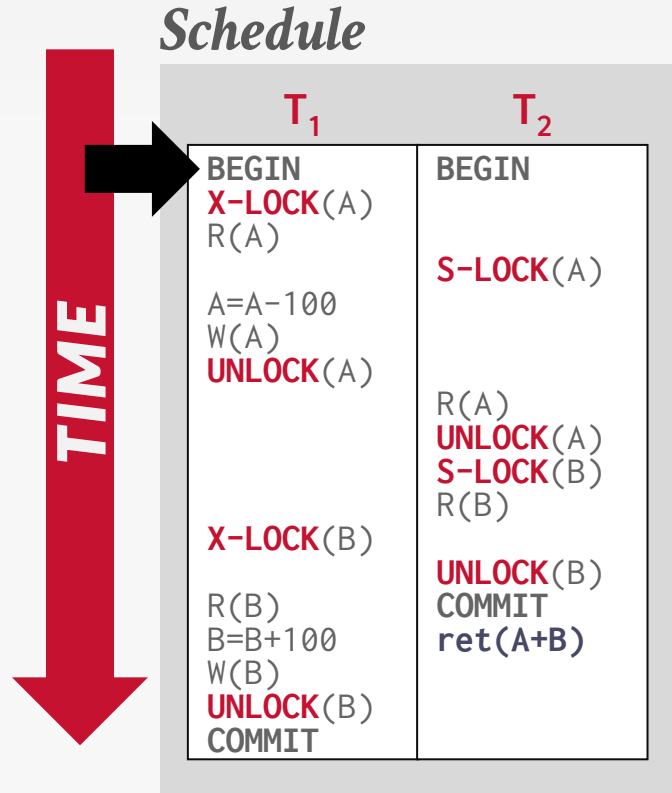 Schedule
TIME
T1 T2
BEGIN BEGIN
X-LOCK(A)
R(A)
S-LOCK(A)
A=A-100
W(A)
UNLOCK(A)
R(A)
UNLOCK(A)
S-LOCK(B)
R(B)
X-LOCK(B)
UNLOCK(B)
R(B) COMMIT
B=B+100 ret(A+B)
W(B)
UNLOCK(B)
COMMIT